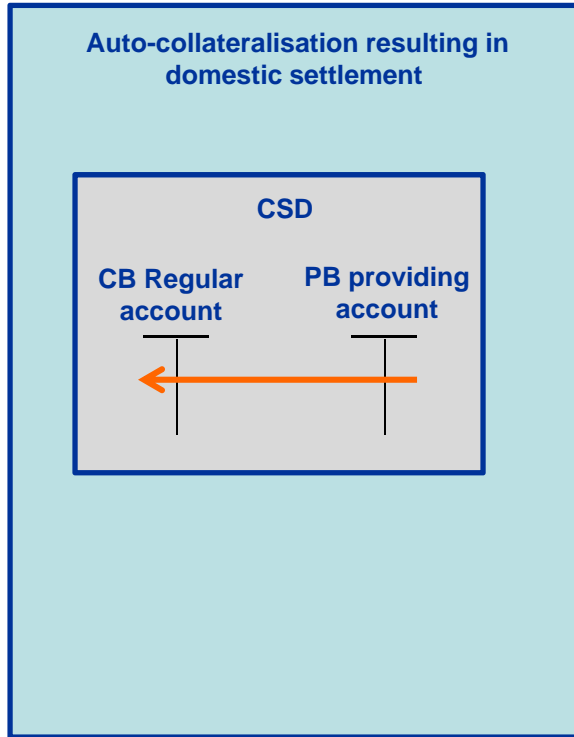 Auto-collateralisation resulting in
domestic settlement
CSD
CB Regular
account
PB providing
account